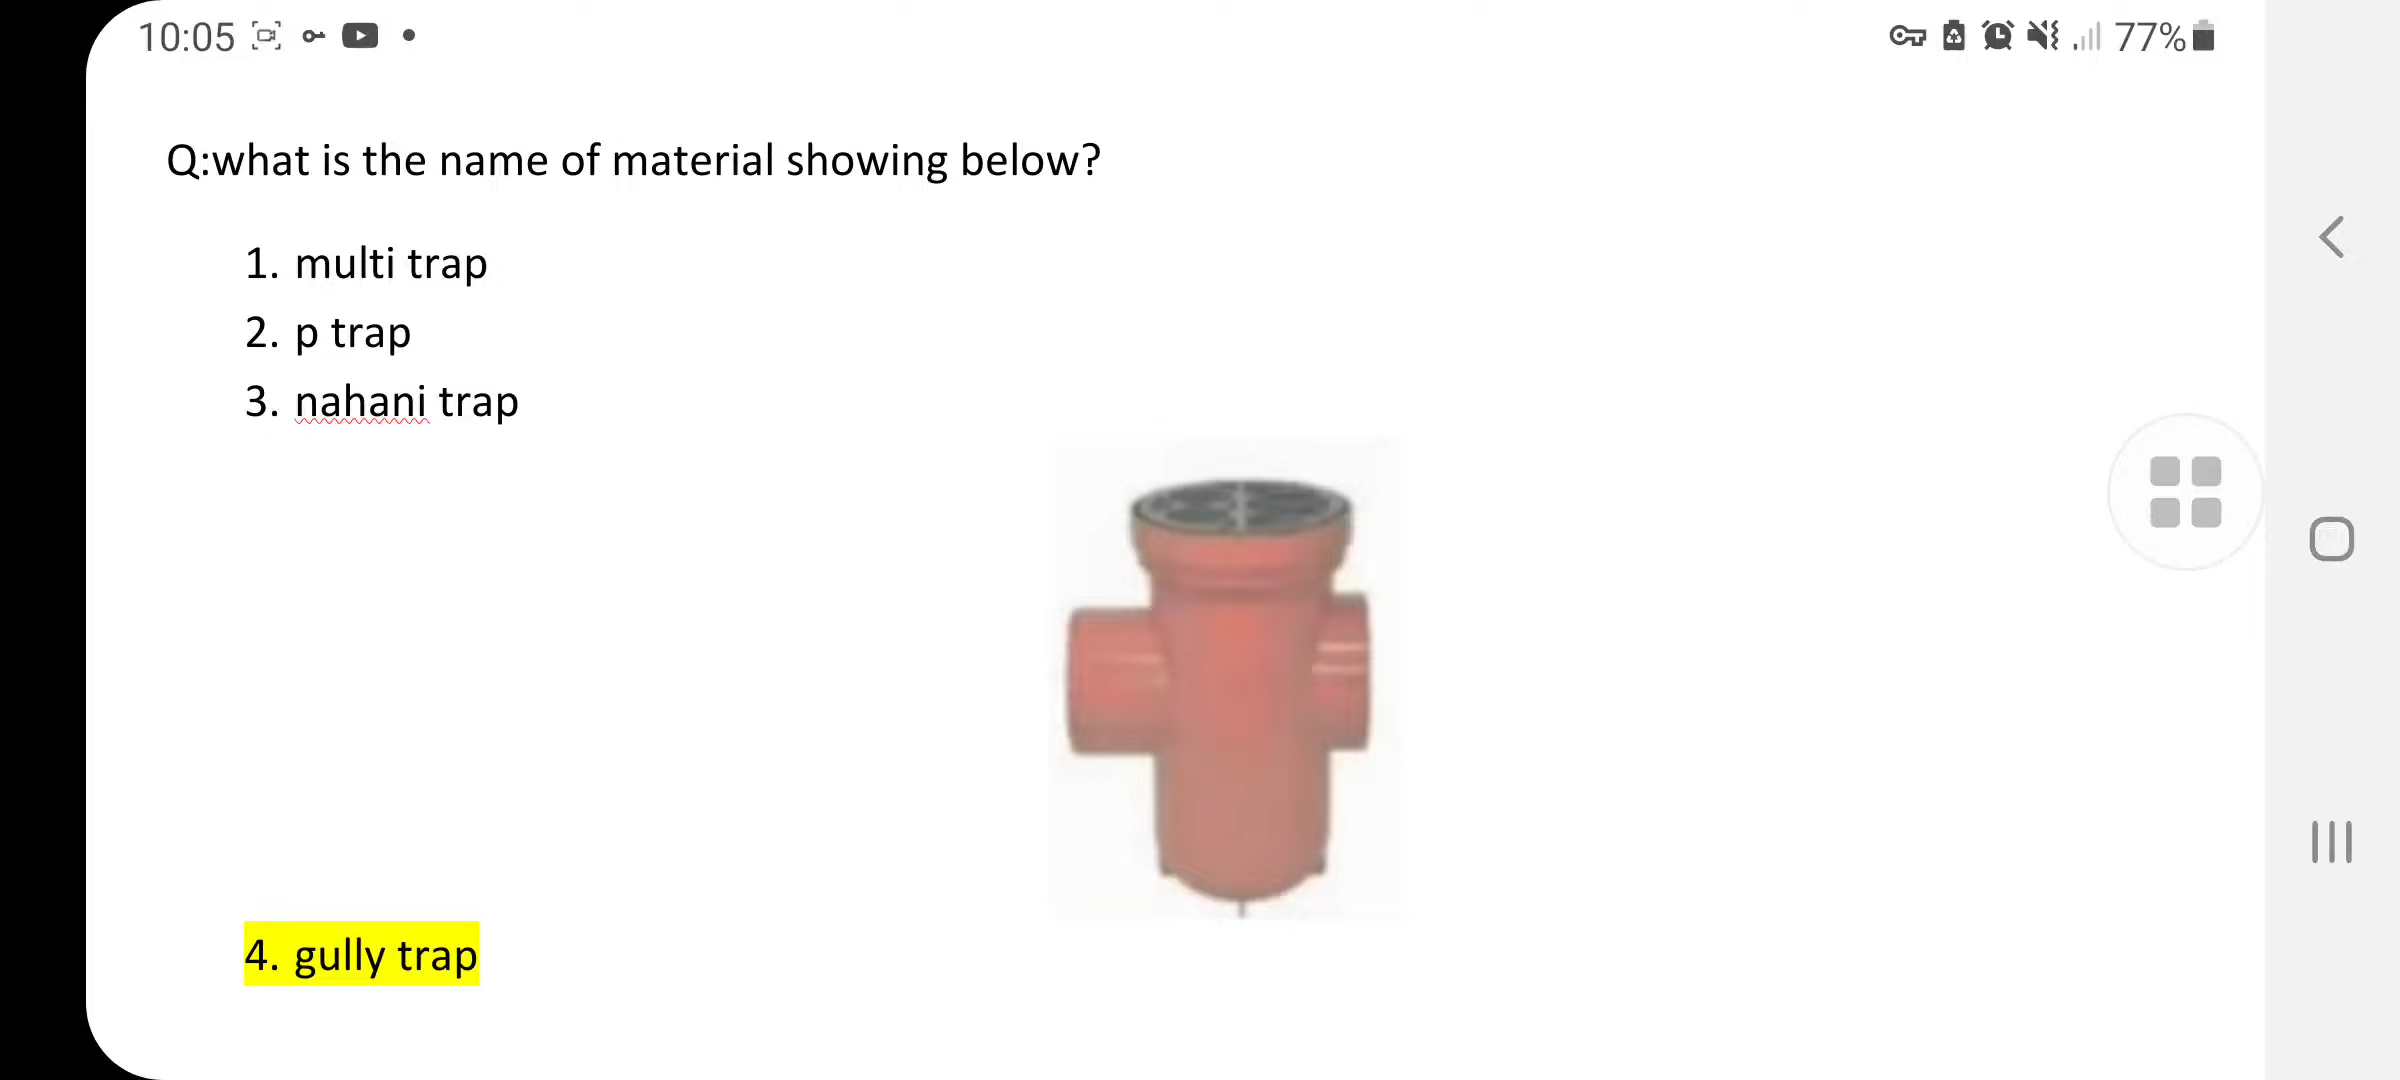 10:05
77%
Q:what is the name of material showing below?
1. multi trap
2. p trap
3. nahani trap
4. gully trap